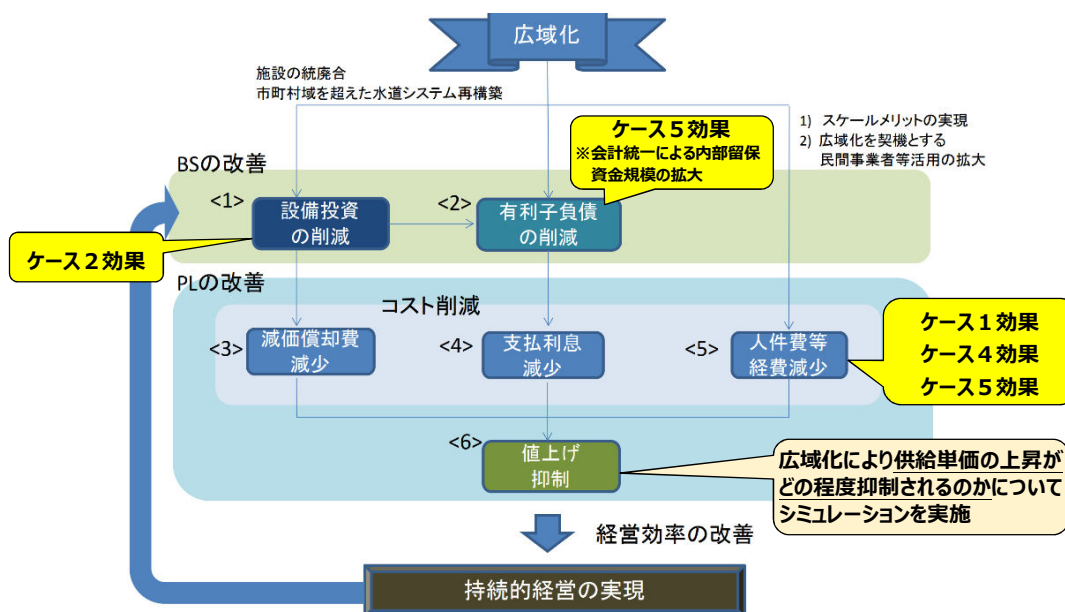 広域化
施設の統廃合
市町村域を超えた水道システム再構築
1) スケールメリットの実現
2) 広域化を契機とする
民間事業者等活用の拡大
ケース５効果
※会計統一による内部留保
資金規模の拡大
BSの改善
<1>
設備投資
の削減
<2>
有利子負債
の削減
ケース２効果
PLの改善
コスト削減
<3>
減価償却費
減少
<4>
支払利息
減少
<5>
人件費等
経費減少
ケース１効果
ケース４効果
ケース５効果
<6>
値上げ
抑制
広域化により供給単価の上昇が
どの程度抑制されるのかについて
シミュレーションを実施
経営効率の改善
持続的経営の実現